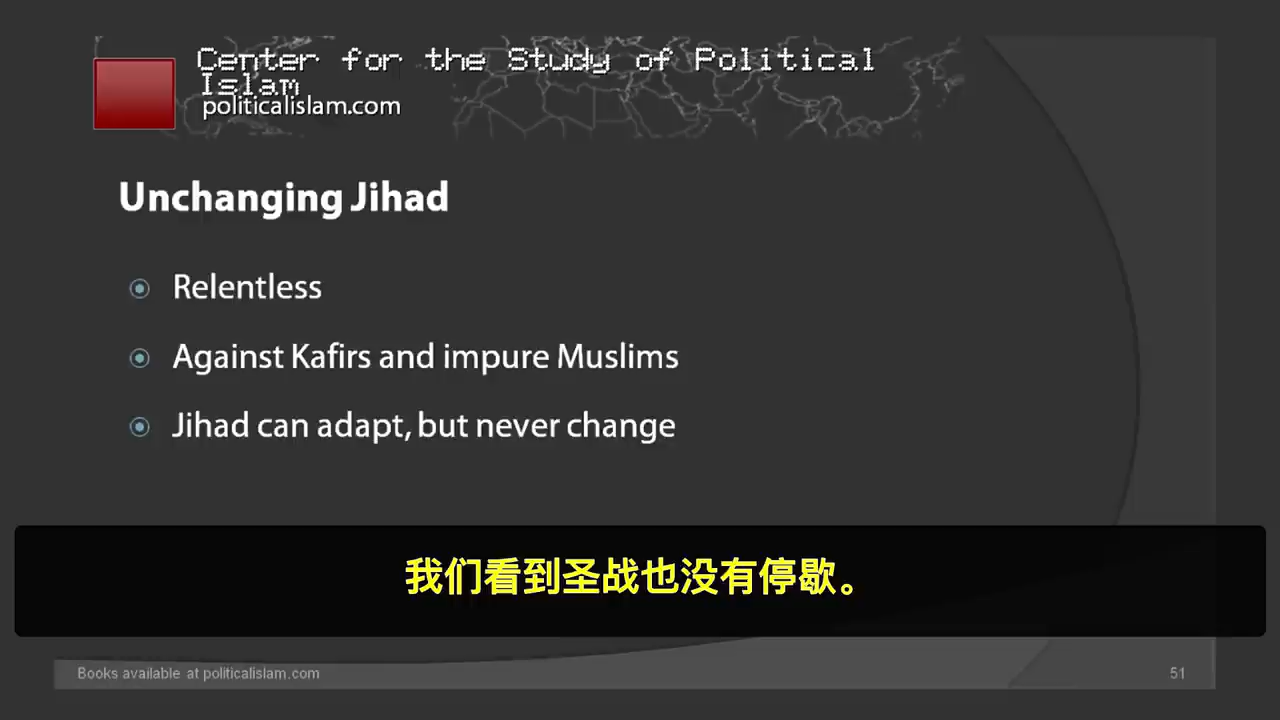 Center for the Study of Political
Islam
politicalislam.com
Unchanging Jihad
Relentless
Against Kafirs and impure Muslims
Jihad can adapt, but never change
我们看到圣战也没有停歇。
Books available at politicalislam.com
51